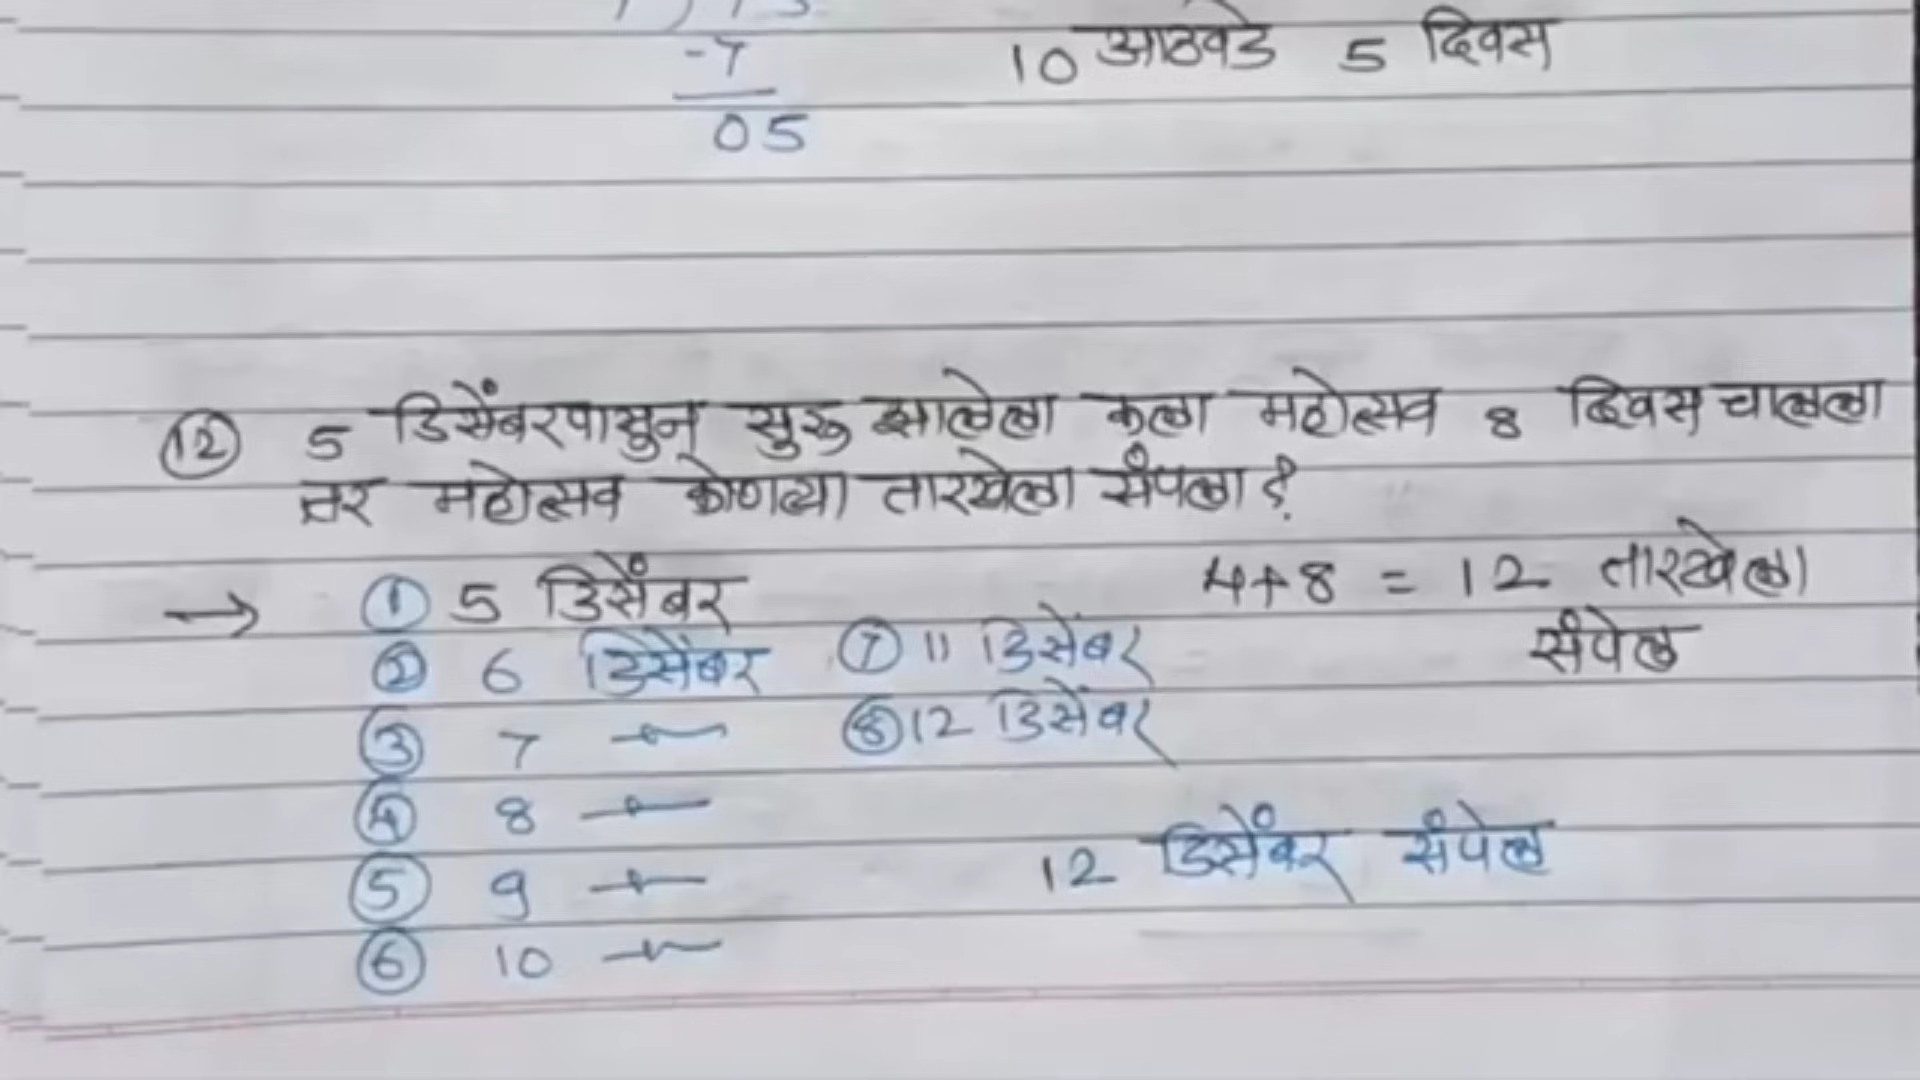 -7
10 आठवडे 5 दिवस
05
12 5 डिसेंबरपासुन सुरु झालेला कला महोत्सव 8 दिवस चालला
तर महोत्सव कोणत्या तारखेला संपला?
→ 1 5 डिसेंबर
4+8 = 12 तारखेला
संपेल
2 6 डिसेंबर
3 7 —〃—
4 8 —〃—
5 9 —〃—
6 10 —〃—
7 11 डिसेंबर
8 12 डिसेंबर
12 डिसेंबर संपेल